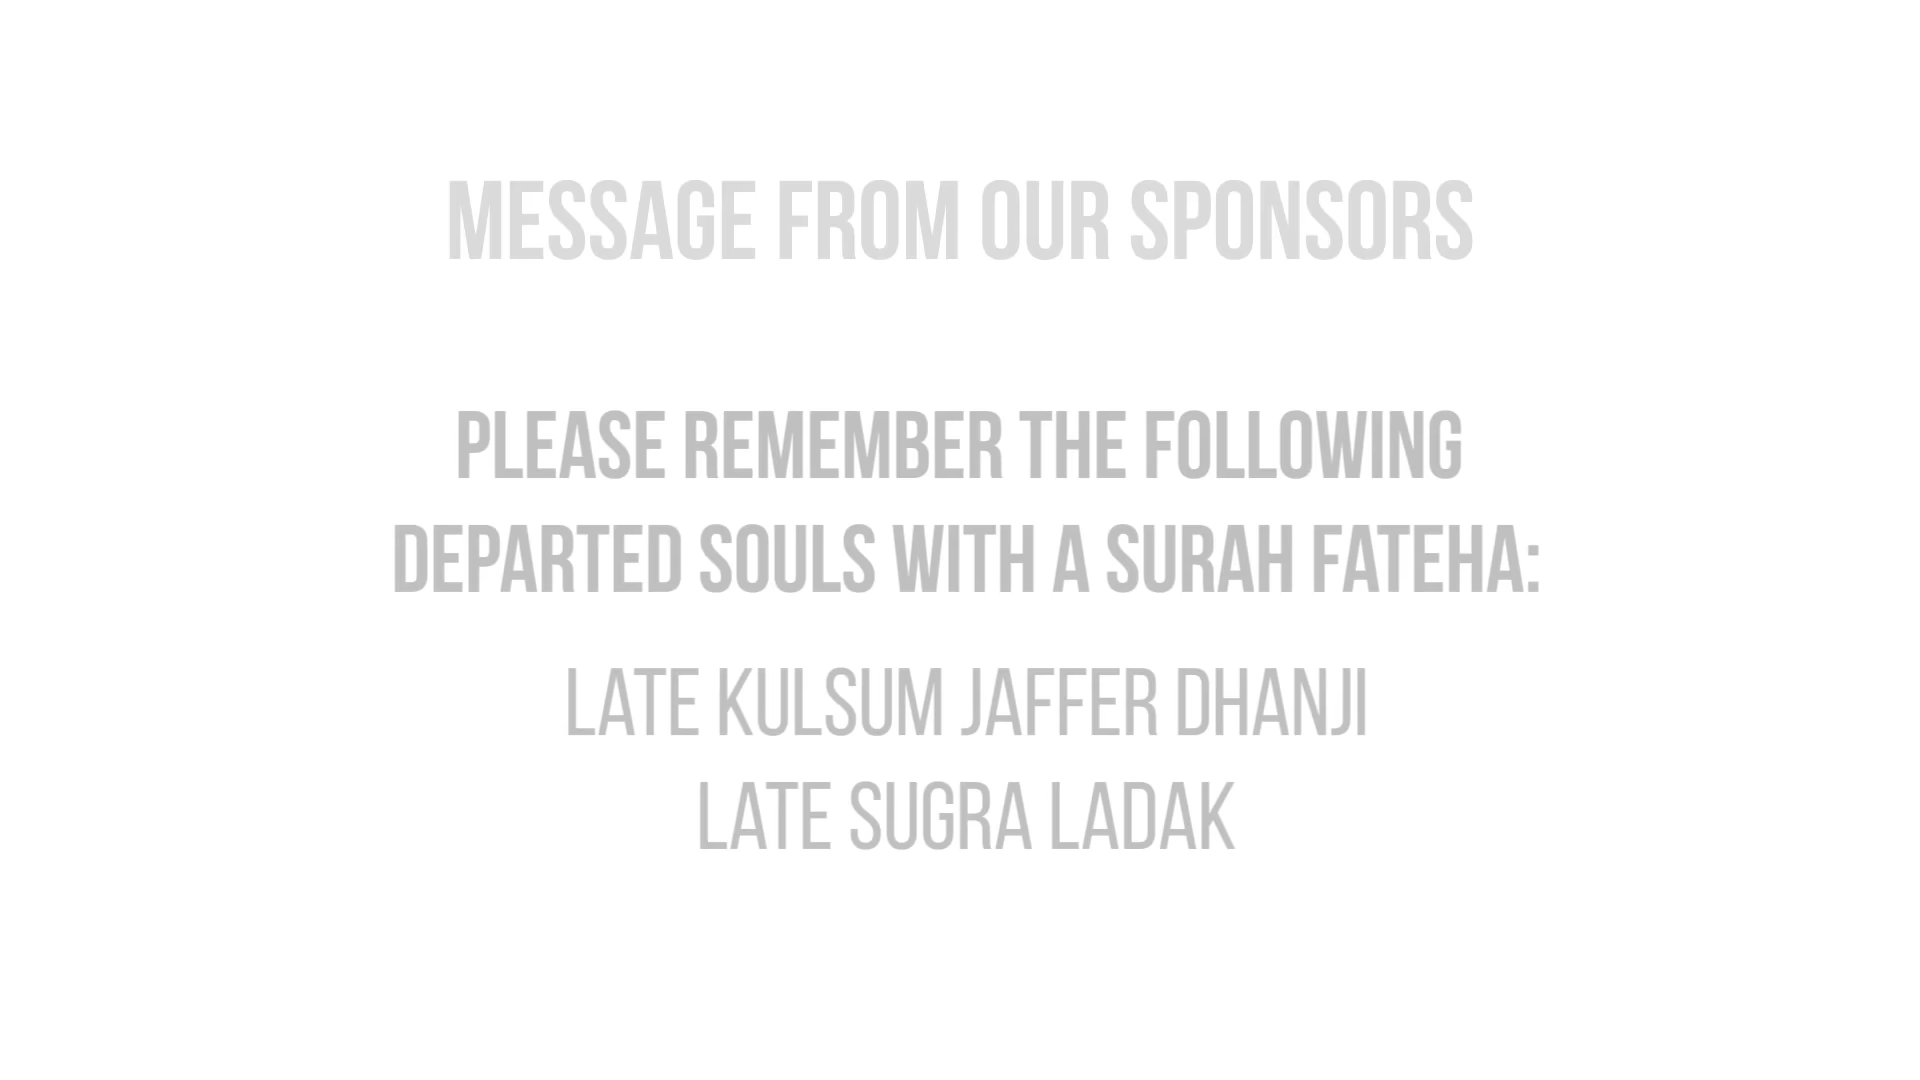 MESSAGE FROM OUR SPONSORS
PLEASE REMEMBER THE FOLLOWING
DEPARTED SOULS WITH A SURAH FATEHA:
LATE KULSUM JAFFER DHANJI
LATE SUGRA LADAK